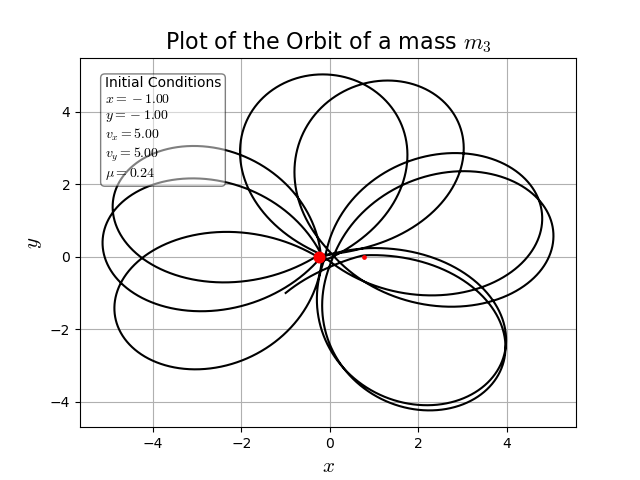 Plot of the Orbit of a mass m₃
Initial Conditions
x = −1.00
y = −1.00
vₓ = 5.00
v_y = 5.00
μ = 0.24
y
4
2
0
−2
−4
−4 −2 0 2 4
x